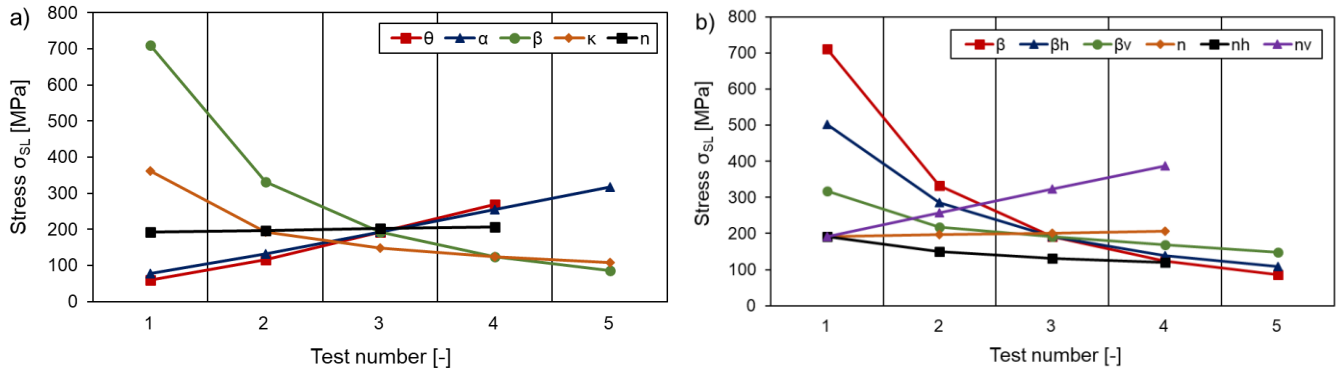 a)
Stress σSL [MPa]
800
700
600
500
400
300
200
100
0
θ α β κ n
1 2 3 4 5
Test number [-]
b)
Stress σSL [MPa]
800
700
600
500
400
300
200
100
0
β βh βv n nh nv
1 2 3 4 5
Test number [-]